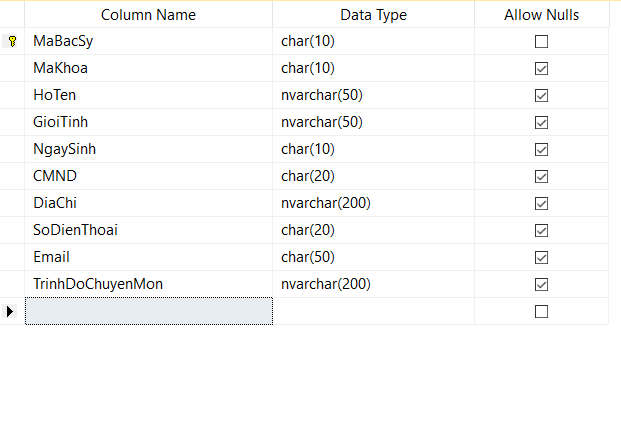 Column Name Data Type Allow Nulls
MaBacSy char(10)
MaKhoa char(10)
HoTen nvarchar(50)
GioiTinh nvarchar(50)
NgaySinh char(10)
CMND char(20)
DiaChi nvarchar(200)
SoDienThoai char(20)
Email char(50)
TrinhDoChuyenMon nvarchar(200)